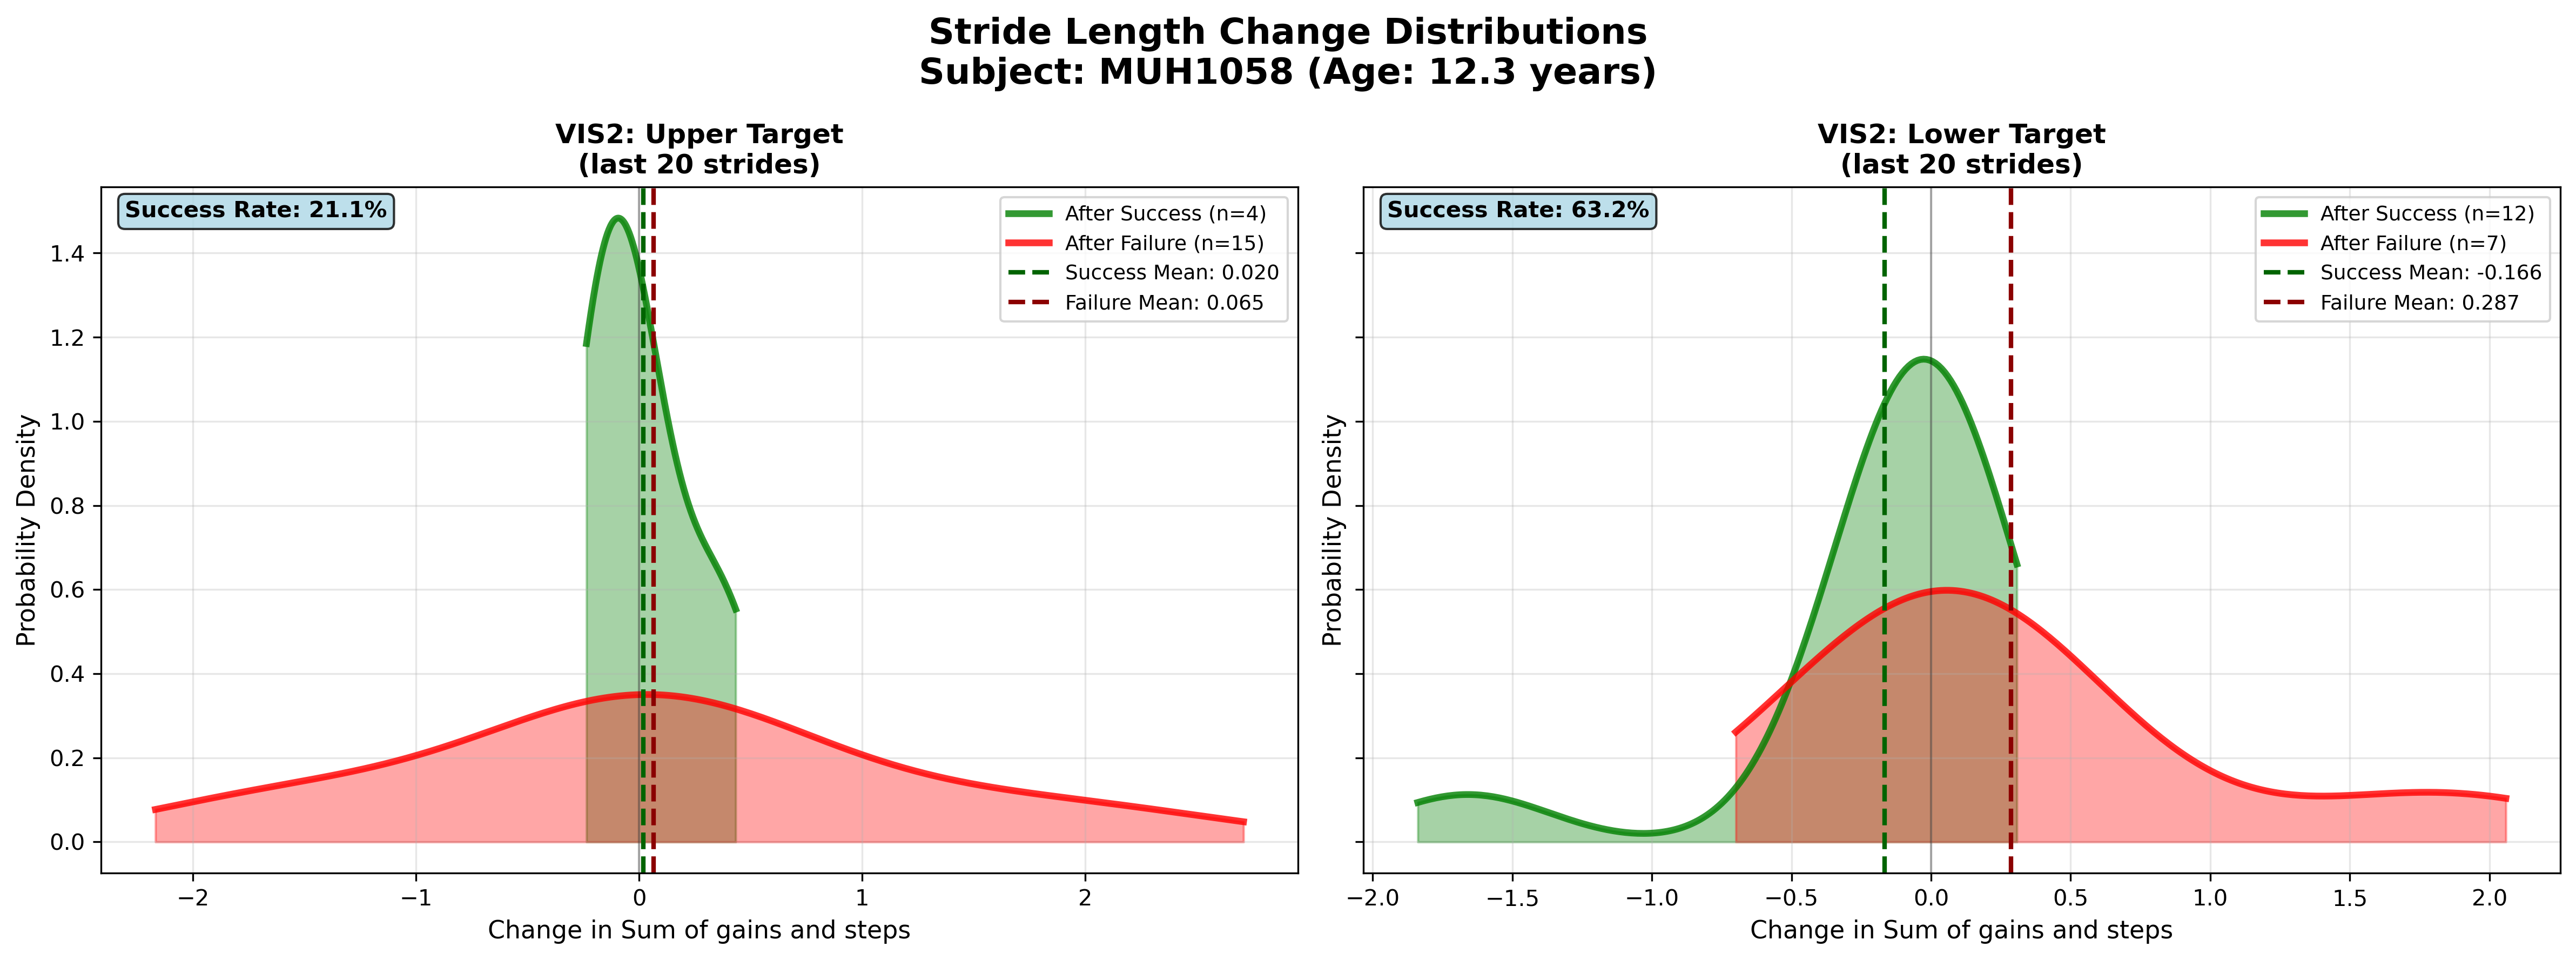 Stride Length Change Distributions
Subject: MUH1058 (Age: 12.3 years)
VIS2: Upper Target
(last 20 strides)
Success Rate: 21.1%
After Success (n=4)
After Failure (n=15)
Success Mean: 0.020
Failure Mean: 0.065
Probability Density
1.4
1.2
1.0
0.8
0.6
0.4
0.2
0.0
−2
−1
0
1
2
Change in Sum of gains and steps
VIS2: Lower Target
(last 20 strides)
Success Rate: 63.2%
After Success (n=12)
After Failure (n=7)
Success Mean: -0.166
Failure Mean: 0.287
Probability Density
−2.0
−1.5
−1.0
−0.5
0.0
0.5
1.0
1.5
2.0
Change in Sum of gains and steps